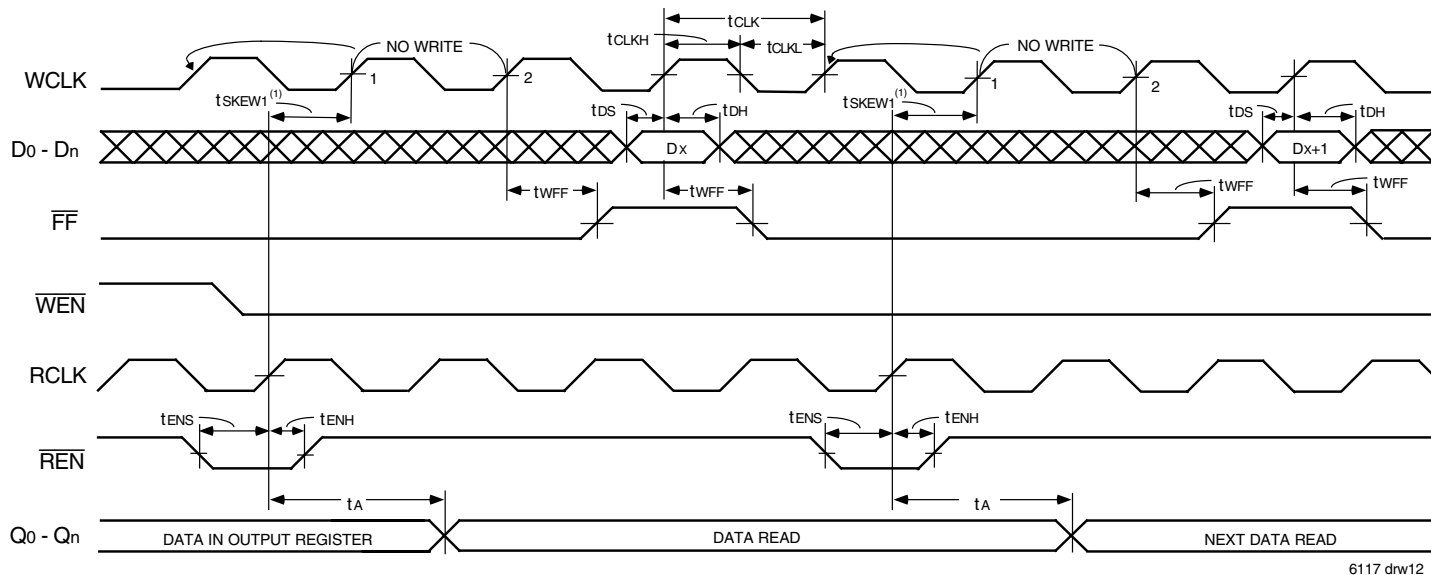 tCLK
NO WRITE
tCLKH
tCLKL
NO WRITE
WCLK
1
2
1
2
tSKEW1(1)
tDS
tDH
tSKEW1(1)
tDS
tDH
D0 - Dn
Dx
Dx+1
tWFF
tWFF
tWFF
tWFF
FF
WEN
RCLK
tENS
tENH
tENS
tENH
REN
tA
tA
Q0 - Qn
DATA IN OUTPUT REGISTER
DATA READ
NEXT DATA READ
6117 drw12